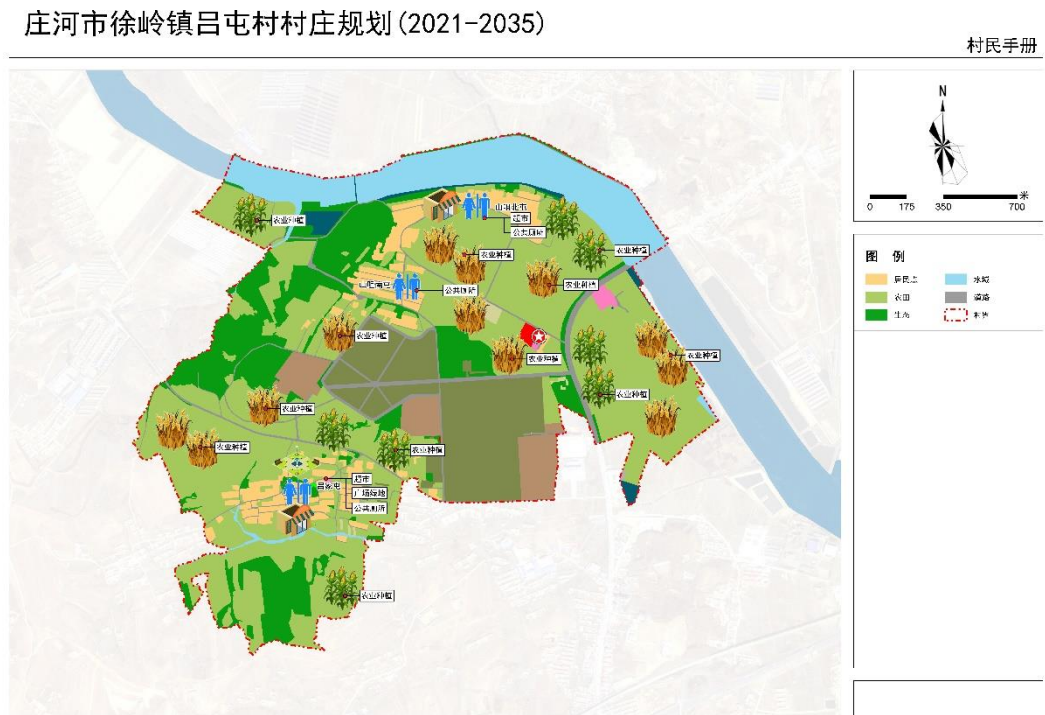 庄河市徐岭镇吕屯村村庄规划(2021-2035)
村民手册
N
米
0 175 350 700
图 例
居民点
水域
农田
道路
生态
村界
超市
公共厕所
农业种植
农业种植
农业种植
农业种植
公共厕所
农业种植
农业种植
农业种植
农业种植
农业种植
农业种植
农业种植
吕家屯
超市
广场绿地
公共厕所
农业种植